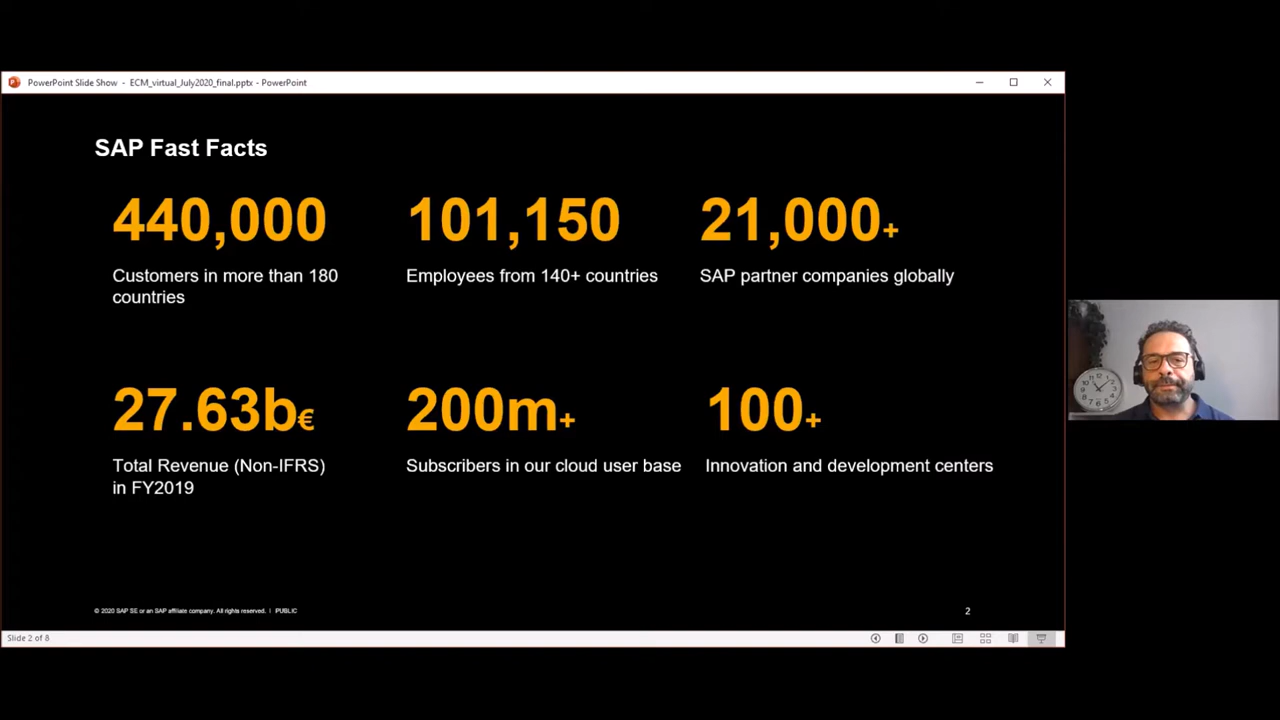 PowerPoint Slide Show - ECM_virtual_July2020_final.pptx - PowerPoint
SAP Fast Facts
440,000
Customers in more than 180
countries
101,150
Employees from 140+ countries
21,000+
SAP partner companies globally
27.63b€
Total Revenue (Non-IFRS)
in FY2019
200m+
Subscribers in our cloud user base
100+
Innovation and development centers
© 2020 SAP SE or an SAP affiliate company. All rights reserved. | PUBLIC
2
Slide 2 of 8